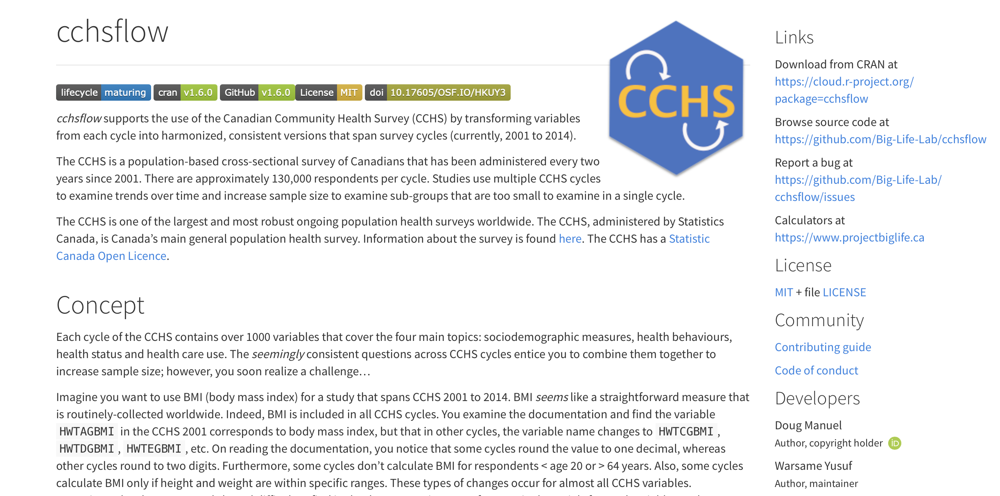 cchsflow
lifecycle maturing cran v1.6.0 GitHub v1.6.0 License MIT doi 10.17605/OSF.IO/HKUY3
CCHS
cchsflow supports the use of the Canadian Community Health Survey (CCHS) by transforming variables
from each cycle into harmonized, consistent versions that span survey cycles (currently, 2001 to 2014).
The CCHS is a population-based cross-sectional survey of Canadians that has been administered every two
years since 2001. There are approximately 130,000 respondents per cycle. Studies use multiple CCHS cycles
to examine trends over time and increase sample size to examine sub-groups that are too small to examine in a single cycle.
The CCHS is one of the largest and most robust ongoing population health surveys worldwide. The CCHS, administered by Statistics
Canada, is Canada’s main general population health survey. Information about the survey is found here. The CCHS has a Statistic
Canada Open Licence.
Concept
Each cycle of the CCHS contains over 1000 variables that cover the four main topics: sociodemographic measures, health behaviours,
health status and health care use. The seemingly consistent questions across CCHS cycles entice you to combine them together to
increase sample size; however, you soon realize a challenge…
Imagine you want to use BMI (body mass index) for a study that spans CCHS 2001 to 2014. BMI seems like a straightforward measure that
is routinely-collected worldwide. Indeed, BMI is included in all CCHS cycles. You examine the documentation and find the variable
HWTAGBMI in the CCHS 2001 corresponds to body mass index, but that in other cycles, the variable name changes to HWTCGBMI,
HWTDGBMI, HWTEGBMI, etc. On reading the documentation, you notice that some cycles round the value to one decimal, whereas
other cycles round to two digits. Furthermore, some cycles don’t calculate BMI for respondents < age 20 or > 64 years. Also, some cycles
calculate BMI only if height and weight are within specific ranges. These types of changes occur for almost all CCHS variables.
Links
Download from CRAN at
https://cloud.r-project.org/
package=cchsflow
Browse source code at
https://github.com/Big-Life-Lab/cchsflow
Report a bug at
https://github.com/Big-Life-Lab/
cchsflow/issues
Calculators at
https://www.projectbiglife.ca
License
MIT + file LICENSE
Community
Contributing guide
Code of conduct
Developers
Doug Manuel
Author, copyright holder iD
Warsame Yusuf
Author, maintainer